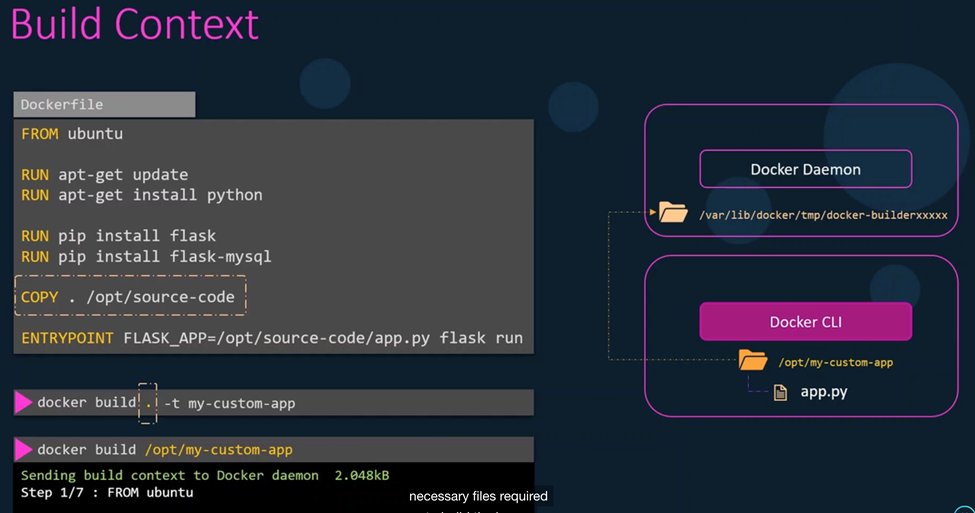 Build Context
Dockerfile
FROM ubuntu
RUN apt-get update
RUN apt-get install python
RUN pip install flask
RUN pip install flask-mysql
COPY . /opt/source-code
ENTRYPOINT FLASK_APP=/opt/source-code/app.py flask run
docker build . -t my-custom-app
docker build /opt/my-custom-app
Sending build context to Docker daemon 2.048kB
Step 1/7 : FROM ubuntu
Docker Daemon
/var/lib/docker/tmp/docker-builderxxxxx
Docker CLI
/opt/my-custom-app
app.py
necessary files required